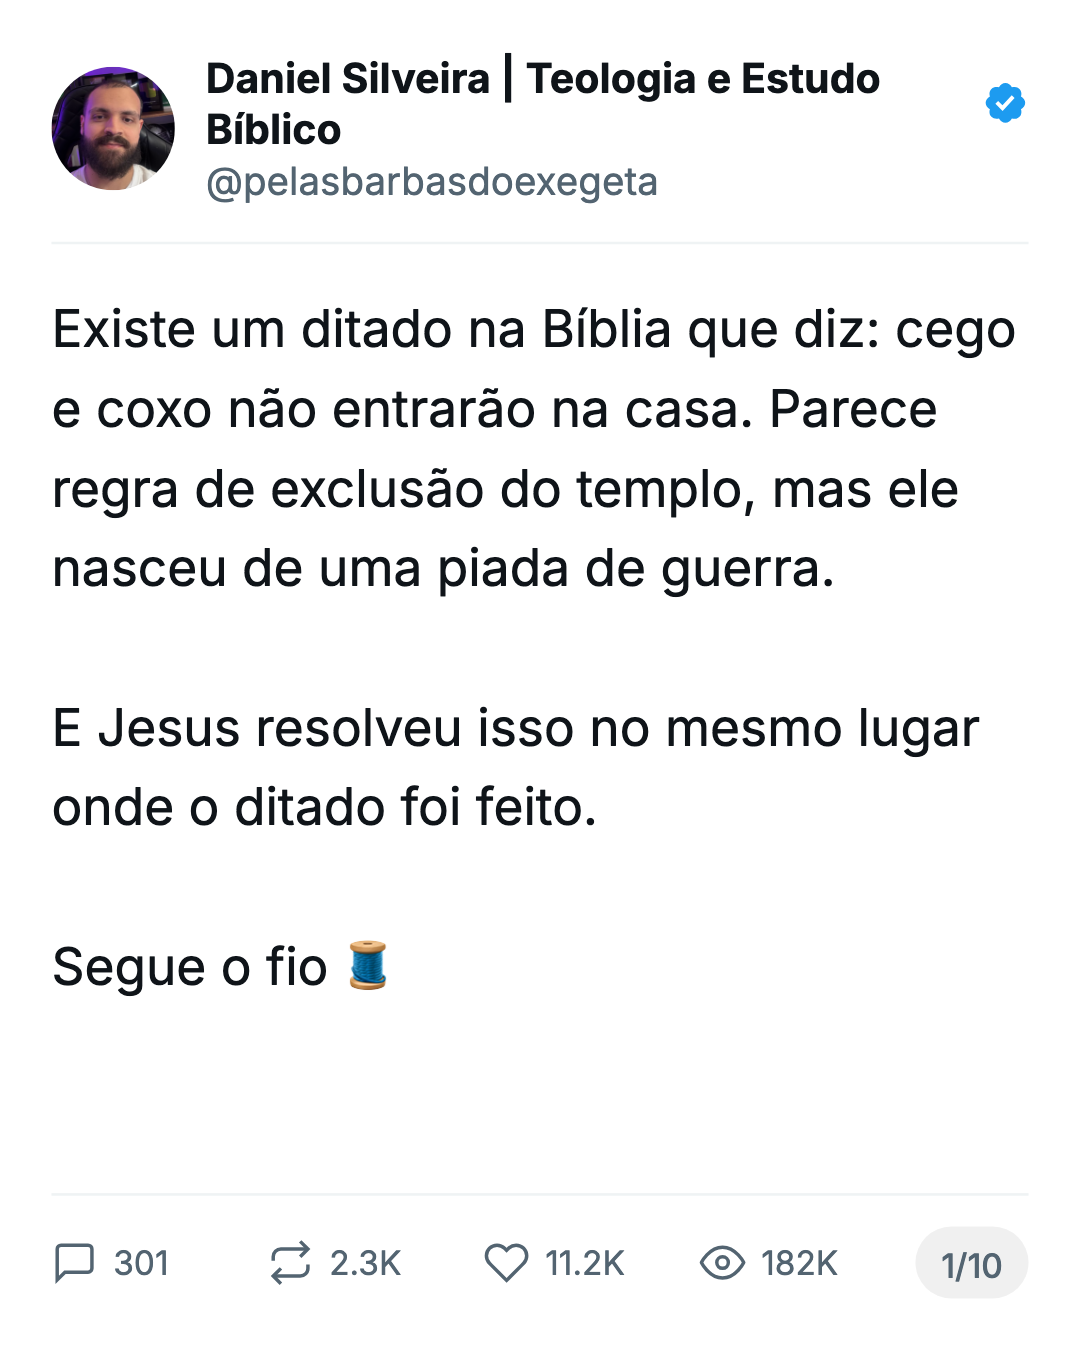 Daniel Silveira | Teologia e Estudo
Bíblico
@pelasbarbasdoexegeta
Existe um ditado na Bíblia que diz: cego
e coxo não entrarão na casa. Parece
regra de exclusão do templo, mas ele
nasceu de uma piada de guerra.
E Jesus resolveu isso no mesmo lugar
onde o ditado foi feito.
Segue o fio 🧵
301 2.3K 11.2K 182K 1/10